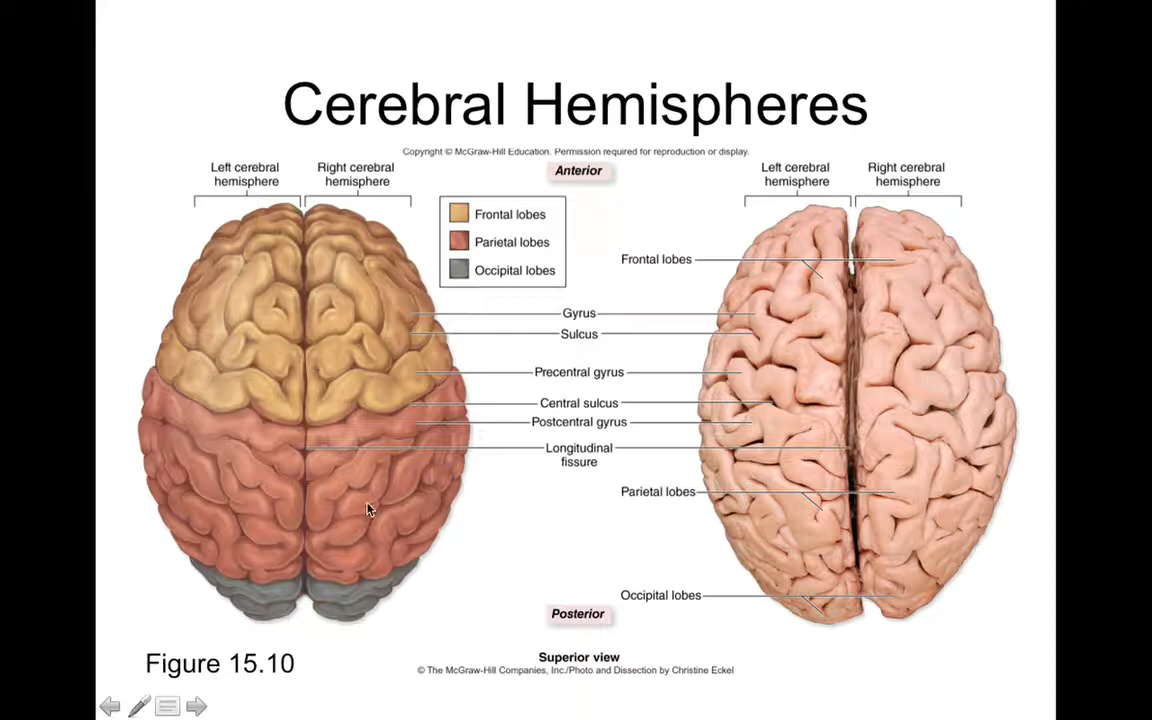 Cerebral Hemispheres
Copyright © McGraw-Hill Education. Permission required for reproduction or display.
Left cerebral
hemisphere
Right cerebral
hemisphere
Anterior
Left cerebral
hemisphere
Right cerebral
hemisphere
Frontal lobes
Parietal lobes
Occipital lobes
Frontal lobes
Gyrus
Sulcus
Precentral gyrus
Central sulcus
Postcentral gyrus
Longitudinal
fissure
Parietal lobes
Occipital lobes
Posterior
Superior view
© The McGraw-Hill Companies, Inc./Photo and Dissection by Christine Eckel
Figure 15.10